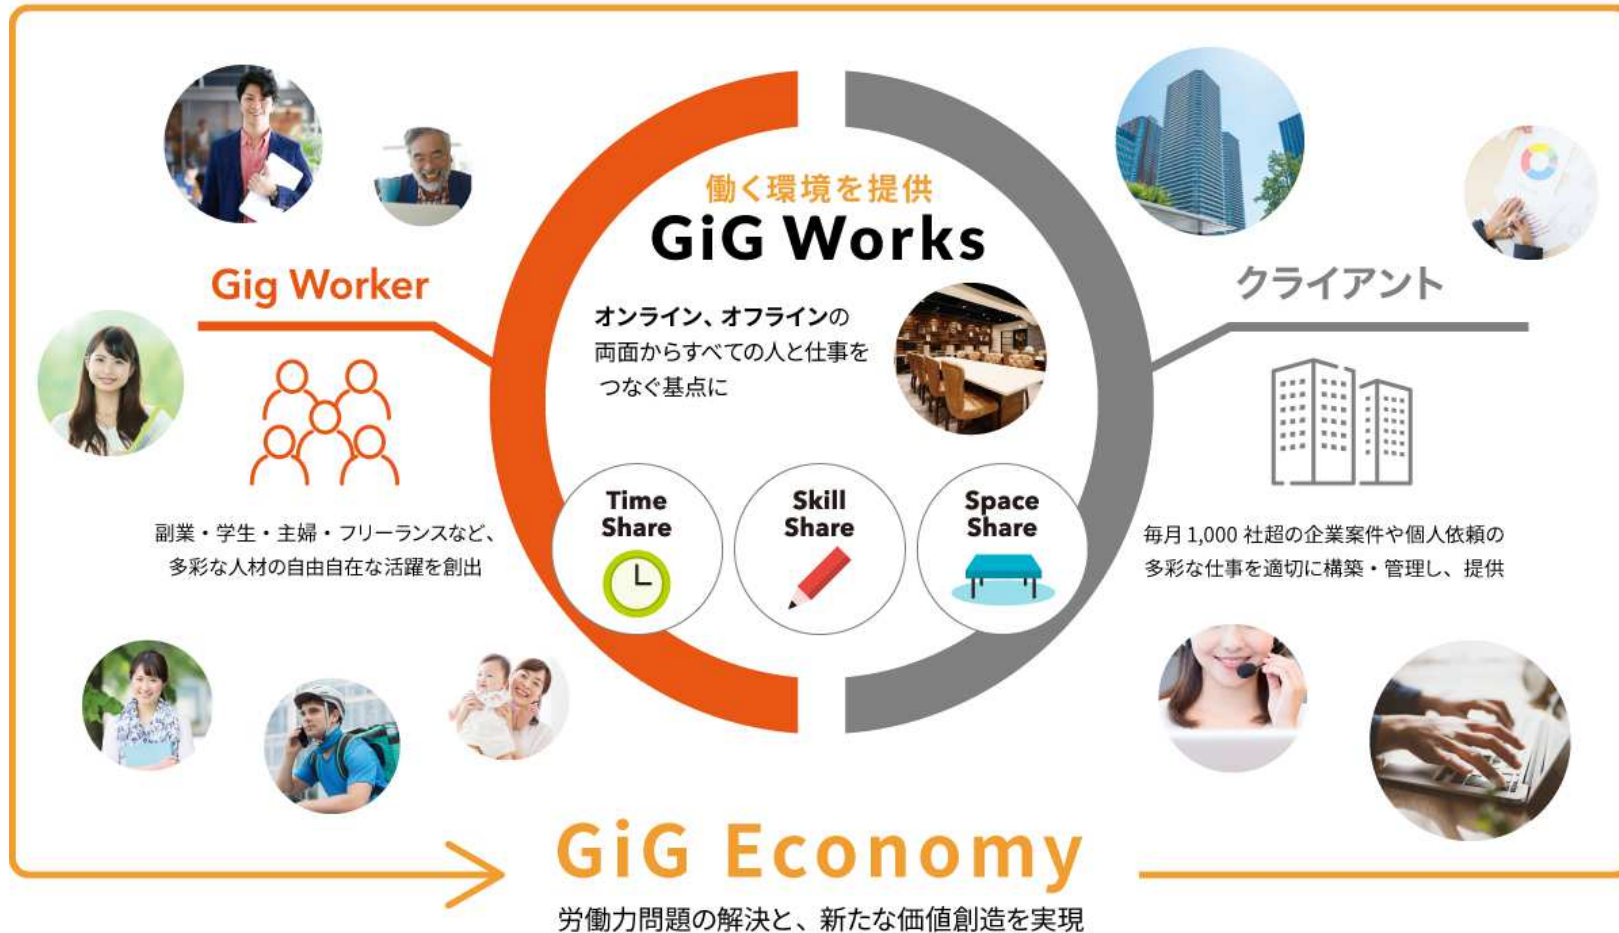 働く環境を提供
GiG Works
オンライン、オフラインの
両面からすべての人と仕事を
つなぐ基点に
Time
Share
Skill
Share
Space
Share
Gig Worker
副業・学生・主婦・フリーランスなど、
多彩な人材の自由自在な活躍を創出
クライアント
毎月1,000 社超の企業案件や個人依頼の
多彩な仕事を適切に構築・管理し、提供
GiG Economy
労働力問題の解決と、新たな価値創造を実現